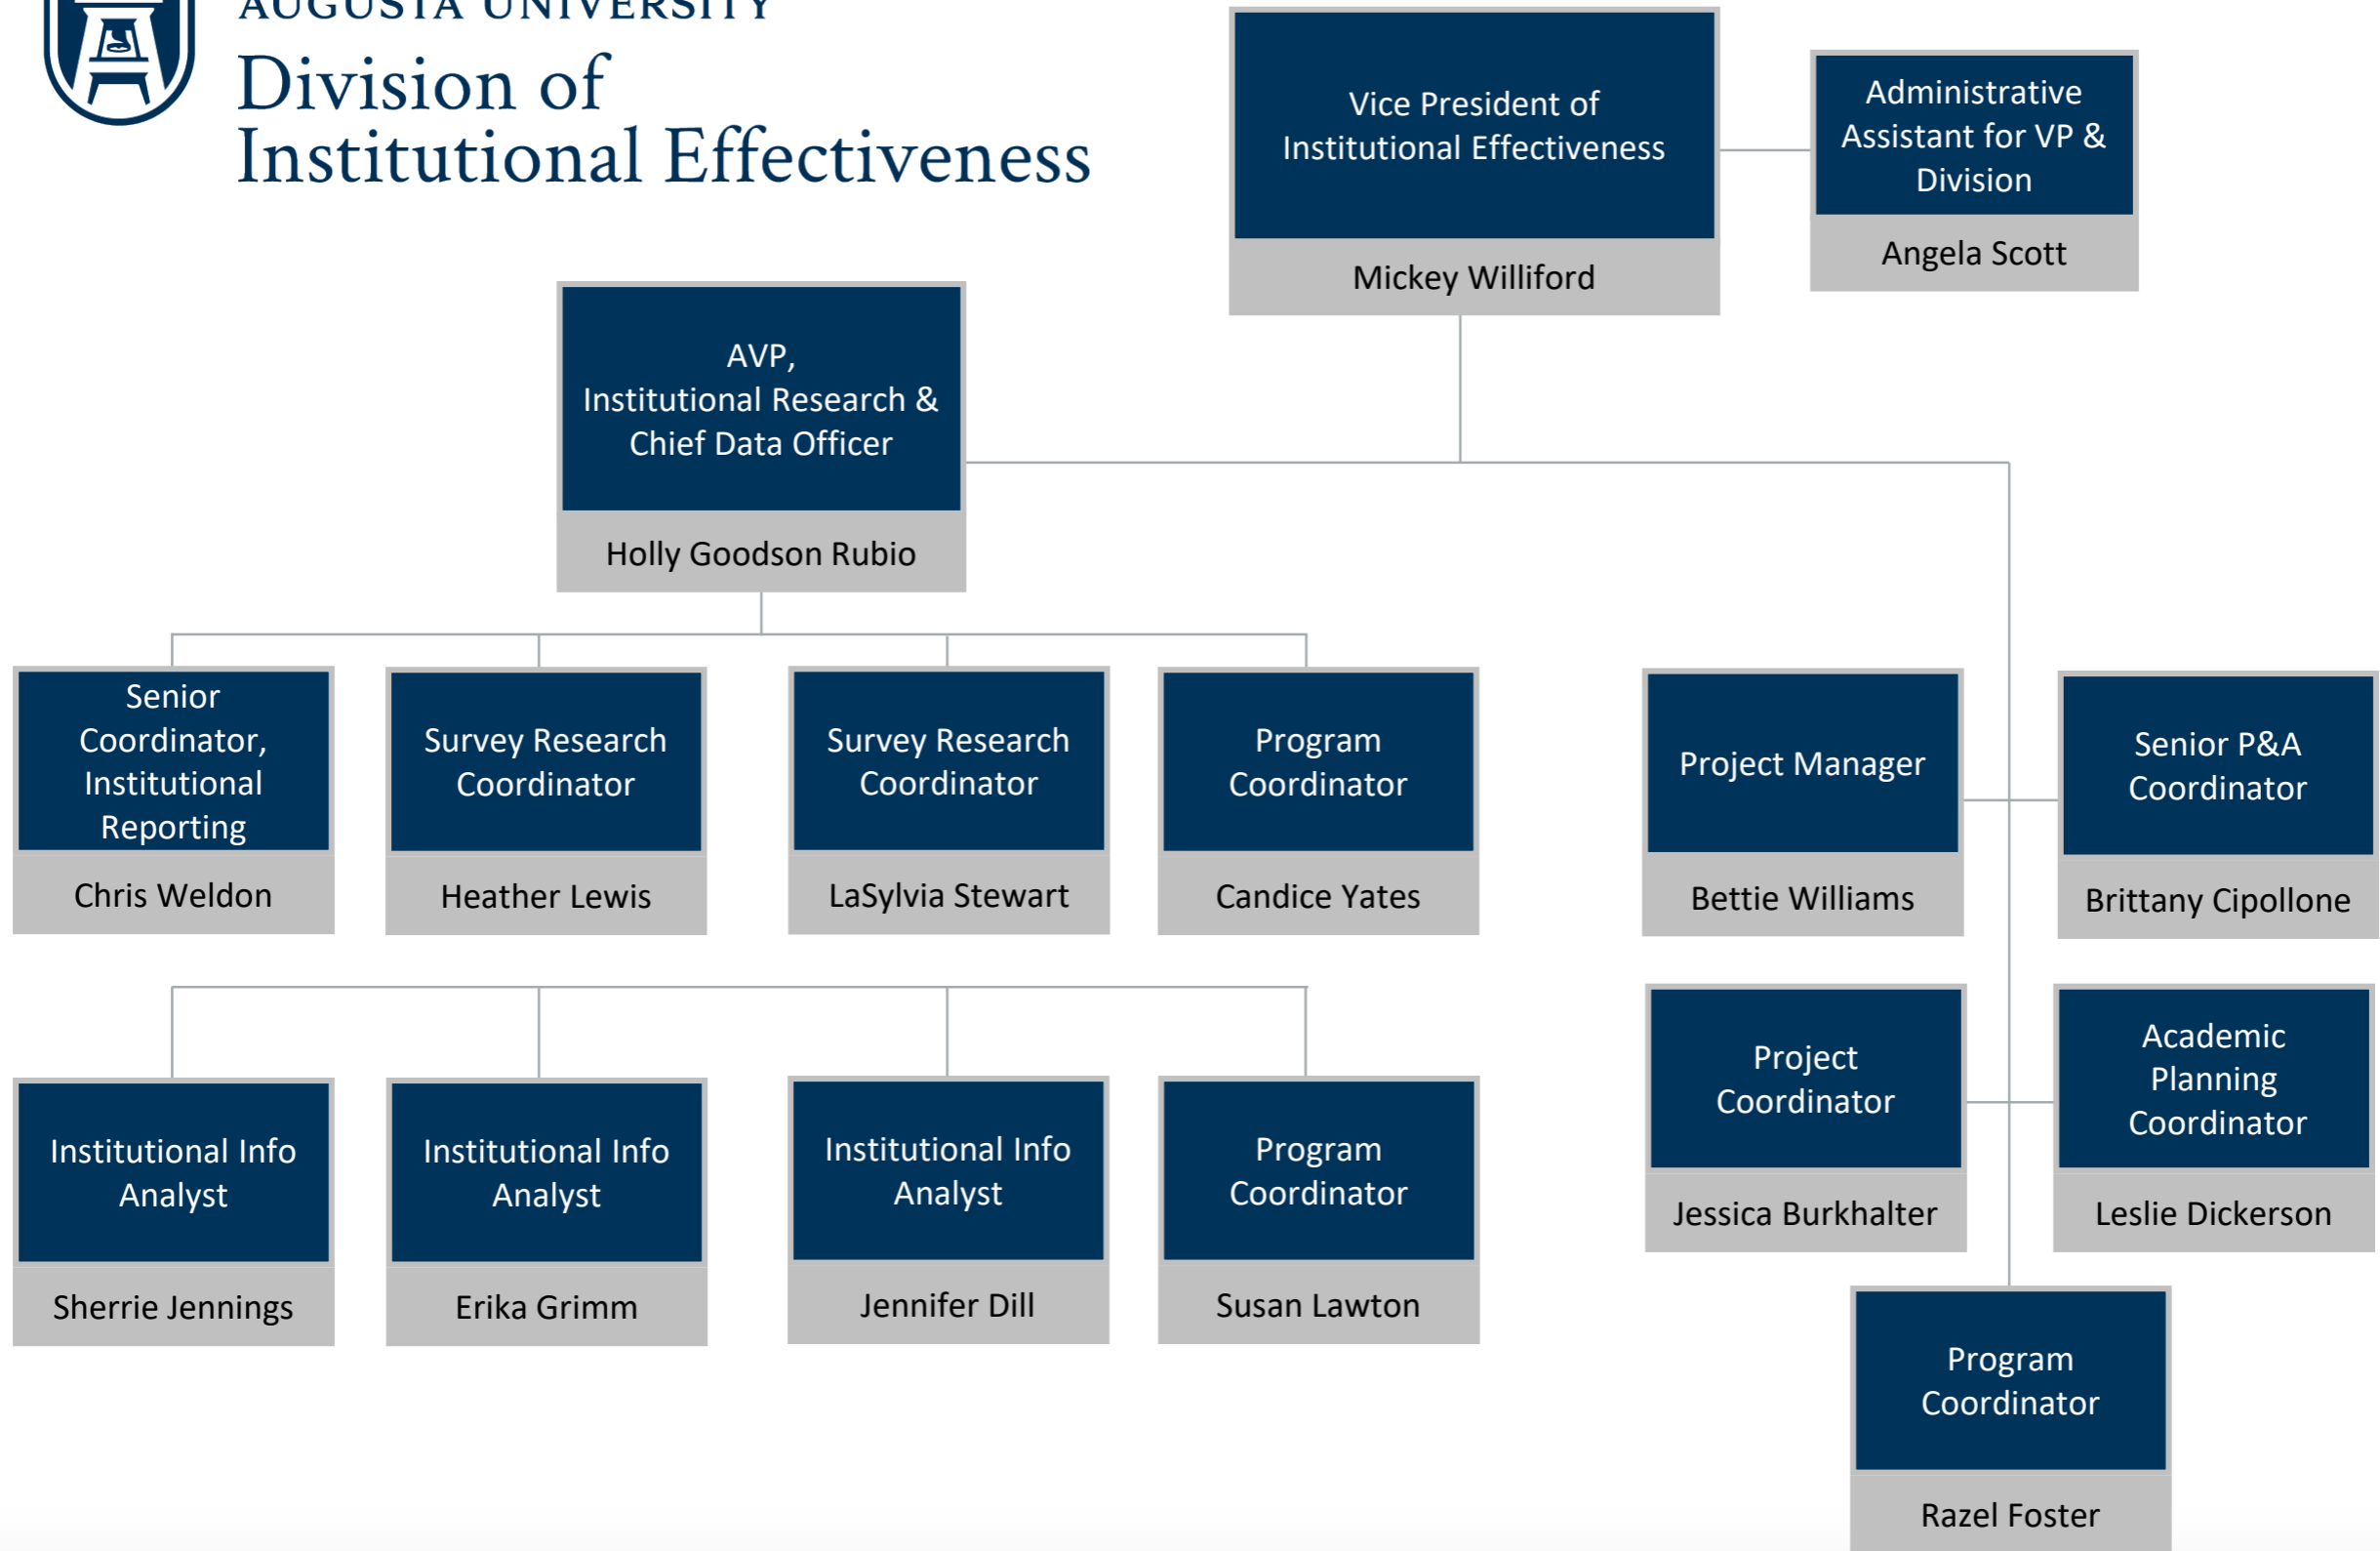 AUGUSTA UNIVERSITY
Division of
Institutional Effectiveness
Vice President of
Institutional Effectiveness
Mickey Williford
Administrative
Assistant for VP &
Division
Angela Scott
AVP,
Institutional Research &
Chief Data Officer
Holly Goodson Rubio
Senior
Coordinator,
Institutional
Reporting
Chris Weldon
Survey Research
Coordinator
Heather Lewis
Survey Research
Coordinator
LaSylvia Stewart
Program
Coordinator
Candice Yates
Project Manager
Bettie Williams
Senior P&A
Coordinator
Brittany Cipollone
Institutional Info
Analyst
Sherrie Jennings
Institutional Info
Analyst
Erika Grimm
Institutional Info
Analyst
Jennifer Dill
Program
Coordinator
Susan Lawton
Project
Coordinator
Jessica Burkhalter
Academic
Planning
Coordinator
Leslie Dickerson
Program
Coordinator
Razel Foster